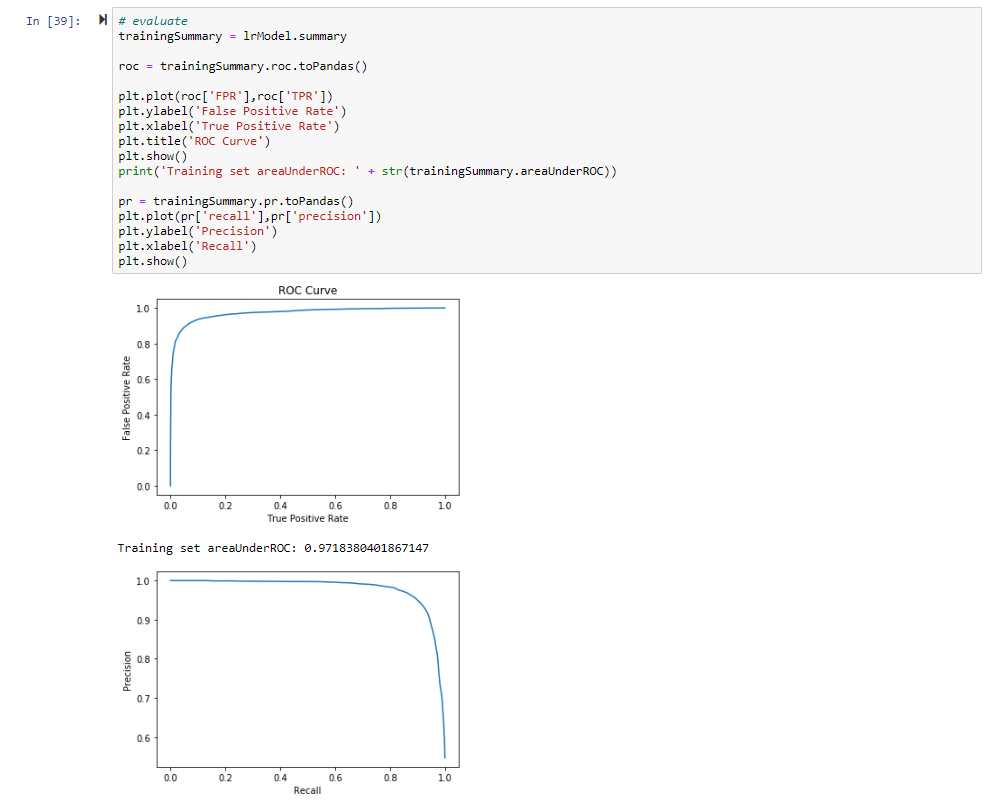 In [39]:
# evaluate
trainingSummary = lrModel.summary
roc = trainingSummary.roc.toPandas()
plt.plot(roc['FPR'],roc['TPR'])
plt.ylabel('False Positive Rate')
plt.xlabel('True Positive Rate')
plt.title('ROC Curve')
plt.show()
print('Training set areaUnderROC: ' + str(trainingSummary.areaUnderROC))
pr = trainingSummary.pr.toPandas()
plt.plot(pr['recall'],pr['precision'])
plt.ylabel('Precision')
plt.xlabel('Recall')
plt.show()
ROC Curve
False Positive Rate
1.0
0.8
0.6
0.4
0.2
0.0
0.0 0.2 0.4 0.6 0.8 1.0
True Positive Rate
Training set areaUnderROC: 0.9718380401867147
Precision
1.0
0.9
0.8
0.7
0.6
0.0 0.2 0.4 0.6 0.8 1.0
Recall